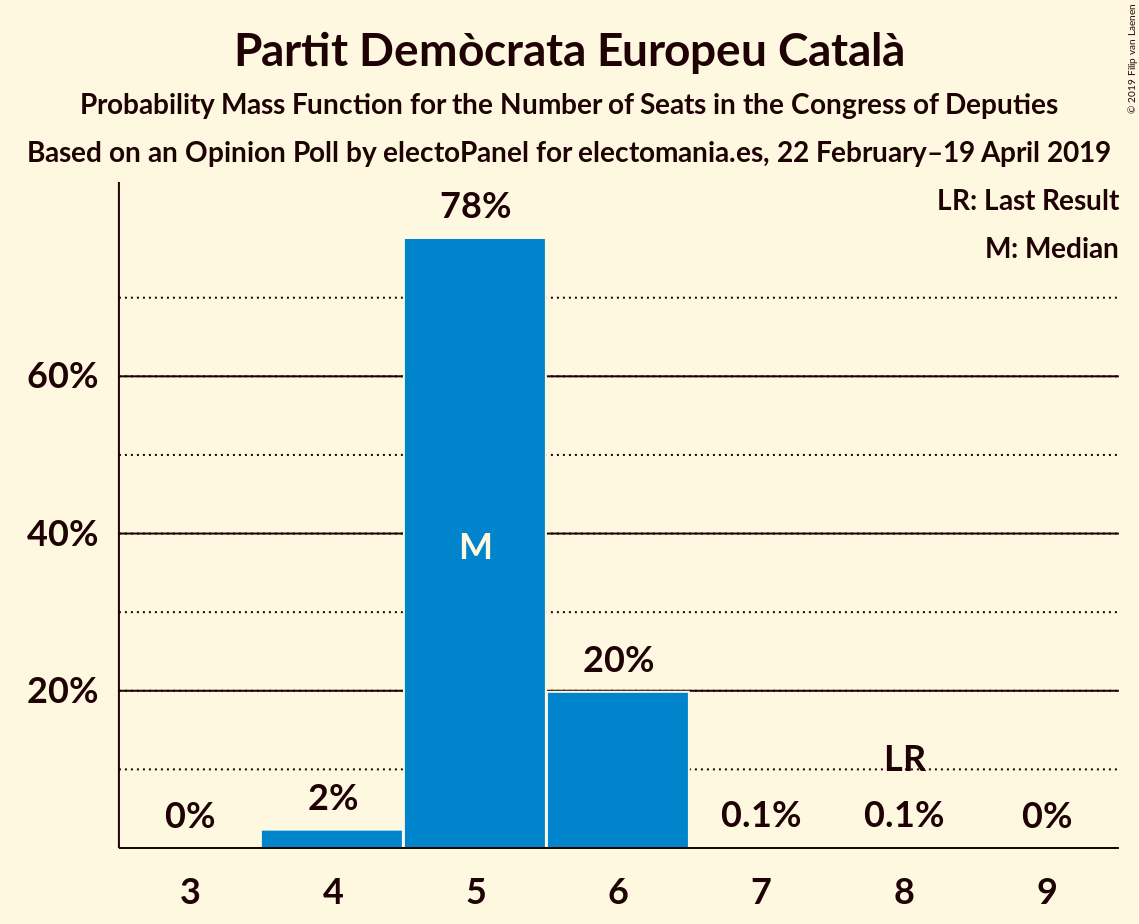 Partit Demòcrata Europeu Català
Probability Mass Function for the Number of Seats in the Congress of Deputies
Based on an Opinion Poll by electoPanel for electomania.es, 22 February–19 April 2019
© 2019 Filip van Laenen
LR: Last Result
M: Median
78%
60%
40%
M
20%
20%
LR
0%
2%
0.1%
0.1%
0%
3 4 5 6 7 8 9